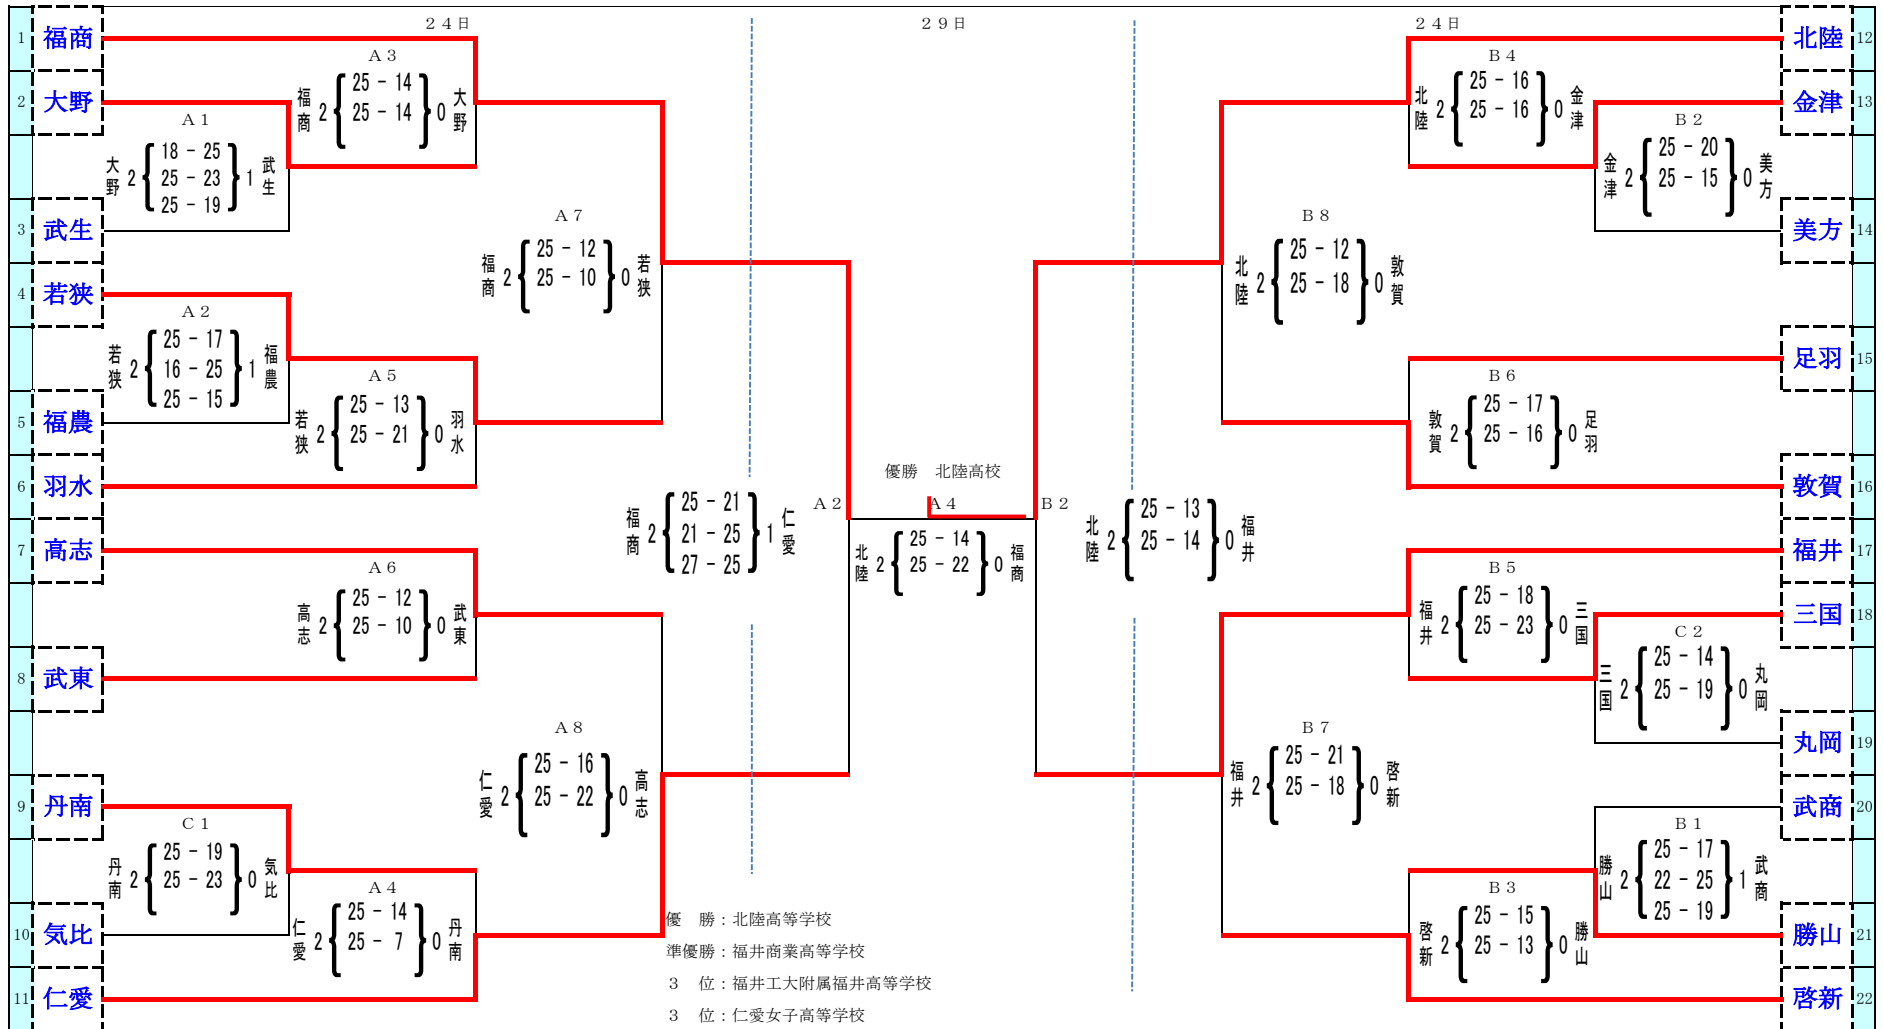 ２４日
２９日
２４日
1 福商
2 大野
3 武生
4 若狭
5 福農
6 羽水
7 高志
8 武東
9 丹南
10 気比
11 仁愛
A 1
大野 2 { 18 − 25 } 1 武生
25 − 23
25 − 19
A 2
若狭 2 { 25 − 17 } 1 福農
16 − 25
25 − 15
C 1
丹南 2 { 25 − 19 } 0 気比
25 − 23
A 3
福商 2 { 25 − 14 } 0 大野
25 − 14
A 5
若狭 2 { 25 − 13 } 0 羽水
25 − 21
A 6
高志 2 { 25 − 12 } 0 武東
25 − 10
A 4
仁愛 2 { 25 − 14 } 0 丹南
25 − 7
A 7
福商 2 { 25 − 12 } 0 若狭
25 − 10
A 8
仁愛 2 { 25 − 16 } 0 高志
25 − 22
A 2
福商 2 { 25 − 21 } 1 仁愛
21 − 25
27 − 25
優勝　北陸高校
A 4
北陸 2 { 25 − 14 } 0 福商
25 − 22
B 2
北陸 2 { 25 − 13 } 0 福井
25 − 14
B 8
北陸 2 { 25 − 12 } 0 敦賀
25 − 18
B 7
福井 2 { 25 − 21 } 0 啓新
25 − 18
B 4
北陸 2 { 25 − 16 } 0 金津
25 − 16
B 6
敦賀 2 { 25 − 17 } 0 足羽
25 − 16
B 5
福井 2 { 25 − 18 } 0 三国
25 − 23
B 3
啓新 2 { 25 − 15 } 0 勝山
25 − 13
B 2
金津 2 { 25 − 20 } 0 美方
25 − 15
C 2
三国 2 { 25 − 14 } 0 丸岡
25 − 19
B 1
勝山 2 { 25 − 17 } 1 武商
22 − 25
25 − 19
北陸 12
金津 13
美方 14
足羽 15
敦賀 16
福井 17
三国 18
丸岡 19
武商 20
勝山 21
啓新 22
優　勝：北陸高等学校
準優勝：福井商業高等学校
３　位：福井工大附属福井高等学校
３　位：仁愛女子高等学校